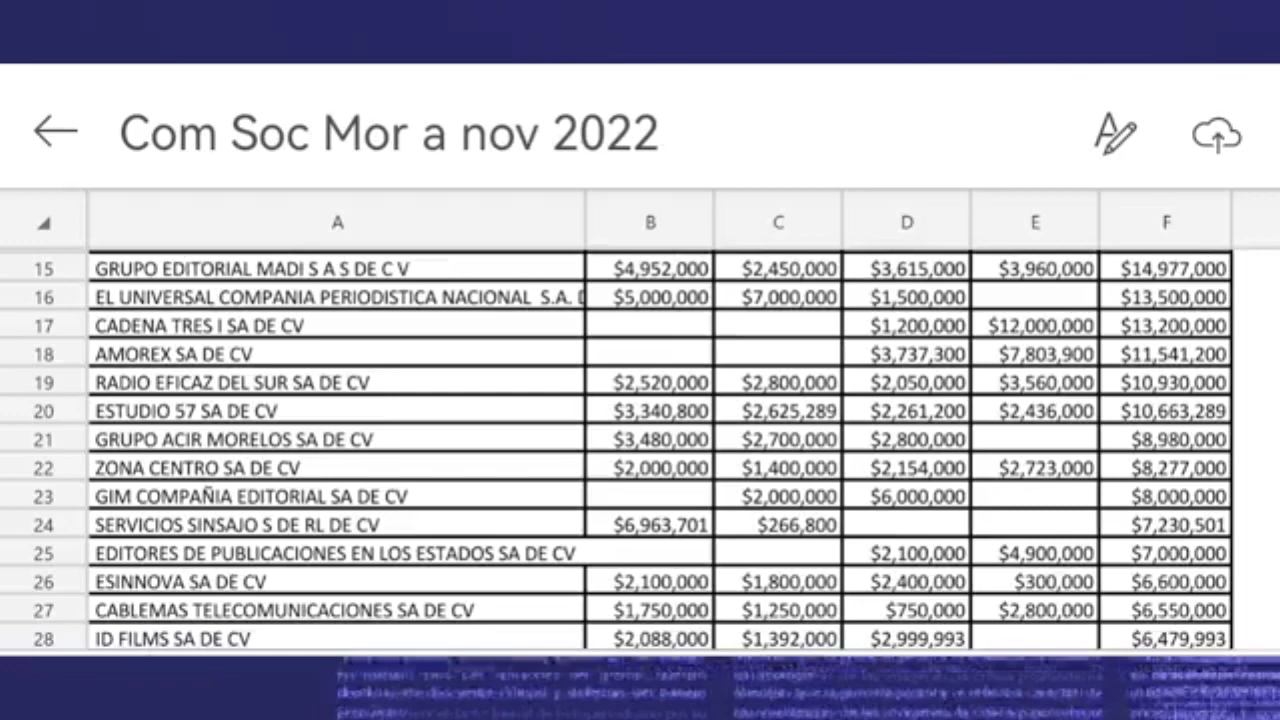 Com Soc Mor a nov 2022
A B C D E F
15 GRUPO EDITORIAL MADI S A S DE C V $4,952,000 $2,450,000 $3,615,000 $3,960,000 $14,977,000
16 EL UNIVERSAL COMPANIA PERIODISTICA NACIONAL S.A. $5,000,000 $7,000,000 $1,500,000 $13,500,000
17 CADENA TRES I SA DE CV $1,200,000 $12,000,000 $13,200,000
18 AMOREX SA DE CV $3,737,300 $7,803,900 $11,541,200
19 RADIO EFICAZ DEL SUR SA DE CV $2,520,000 $2,800,000 $2,050,000 $3,560,000 $10,930,000
20 ESTUDIO 57 SA DE CV $3,340,800 $2,625,289 $2,261,200 $2,436,000 $10,663,289
21 GRUPO ACIR MORELOS SA DE CV $3,480,000 $2,700,000 $2,800,000 $8,980,000
22 ZONA CENTRO SA DE CV $2,000,000 $1,400,000 $2,154,000 $2,723,000 $8,277,000
23 GIM COMPAÑIA EDITORIAL SA DE CV $2,000,000 $6,000,000 $8,000,000
24 SERVICIOS SINSAJO S DE RL DE CV $6,963,701 $266,800 $7,230,501
25 EDITORES DE PUBLICACIONES EN LOS ESTADOS SA DE CV $2,100,000 $4,900,000 $7,000,000
26 ESINNOVA SA DE CV $2,100,000 $1,800,000 $2,400,000 $300,000 $6,600,000
27 CABLEMAS TELECOMUNICACIONES SA DE CV $1,750,000 $1,250,000 $750,000 $2,800,000 $6,550,000
28 ID FILMS SA DE CV $2,088,000 $1,392,000 $2,999,993 $6,479,993